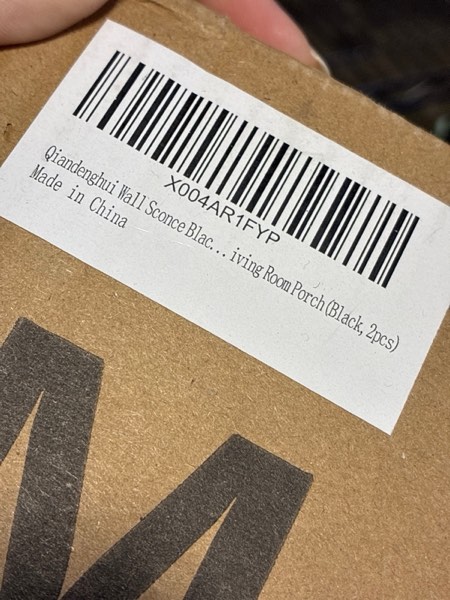 X004AR1FYP
Qiandenghui Wall Sconce Blac... iving Room Porch(Black, 2pcs)
Made in China
M